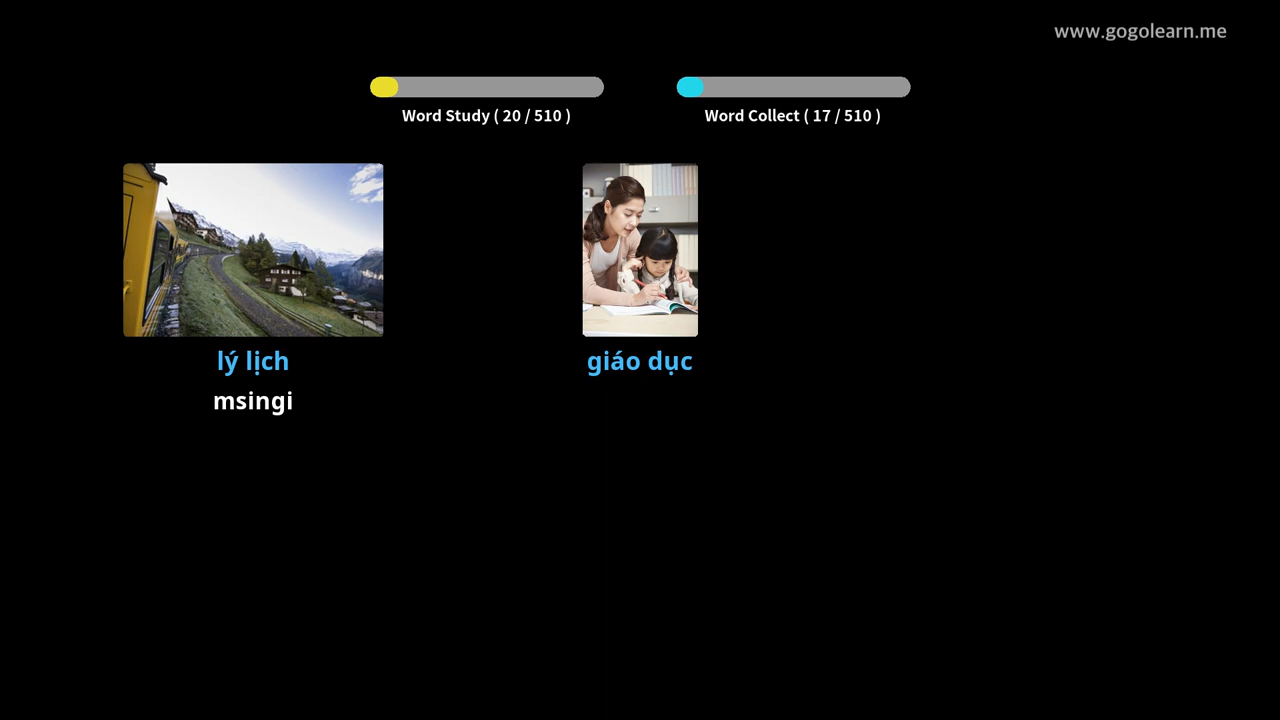 www.gogolearn.me
Word Study ( 20 / 510 )
Word Collect ( 17 / 510 )
lý lịch
msingi
giáo dục